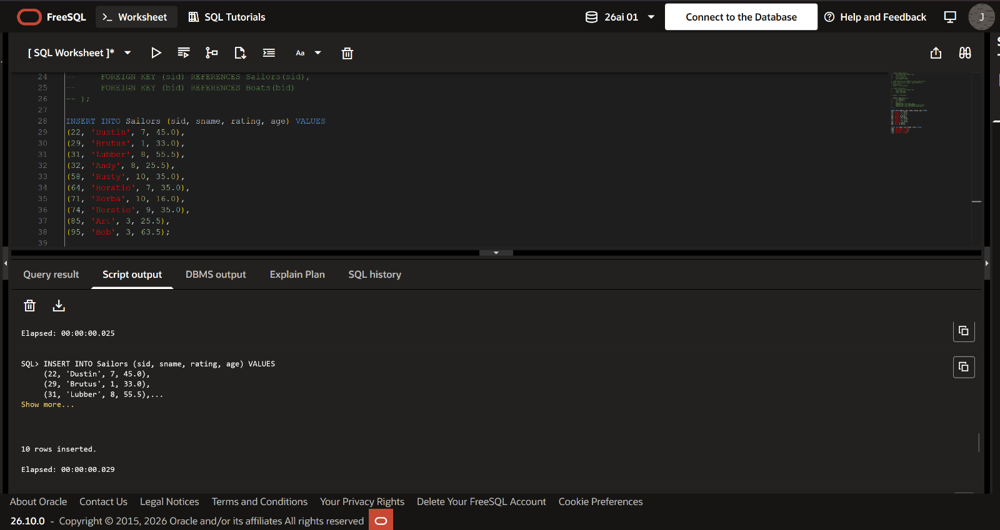 FreeSQL
>_ Worksheet
SQL Tutorials
26ai 01
Connect to the Database
Help and Feedback
J
[ SQL Worksheet ]*
Aa
24 -- FOREIGN KEY (sid) REFERENCES Sailors(sid),
25 -- FOREIGN KEY (bid) REFERENCES Boats(bid)
26 -- );
27
28 INSERT INTO Sailors (sid, sname, rating, age) VALUES
29 (22, 'Dustin', 7, 45.0),
30 (29, 'Brutus', 1, 33.0),
31 (31, 'Lubber', 8, 55.5),
32 (32, 'Andy', 8, 25.5),
33 (58, 'Rusty', 10, 35.0),
34 (64, 'Horatio', 7, 35.0),
35 (71, 'Zorba', 10, 16.0),
36 (74, 'Horatio', 9, 35.0),
37 (85, 'Art', 3, 25.5),
38 (95, 'Bob', 3, 63.5);
39
Query result
Script output
DBMS output
Explain Plan
SQL history
Elapsed: 00:00:00.025
SQL> INSERT INTO Sailors (sid, sname, rating, age) VALUES
(22, 'Dustin', 7, 45.0),
(29, 'Brutus', 1, 33.0),
(31, 'Lubber', 8, 55.5),...
Show more...
10 rows inserted.
Elapsed: 00:00:00.029
About Oracle
Contact Us
Legal Notices
Terms and Conditions
Your Privacy Rights
Delete Your FreeSQL Account
Cookie Preferences
26.10.0 - Copyright © 2015, 2026 Oracle and/or its affiliates All rights reserved